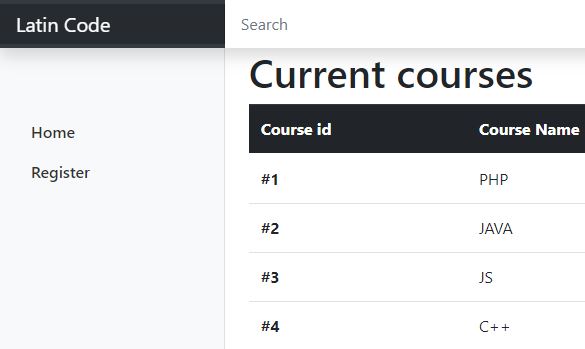 Latin Code
Search
Current courses
Home
Register
Course id Course Name
#1 PHP
#2 JAVA
#3 JS
#4 C++